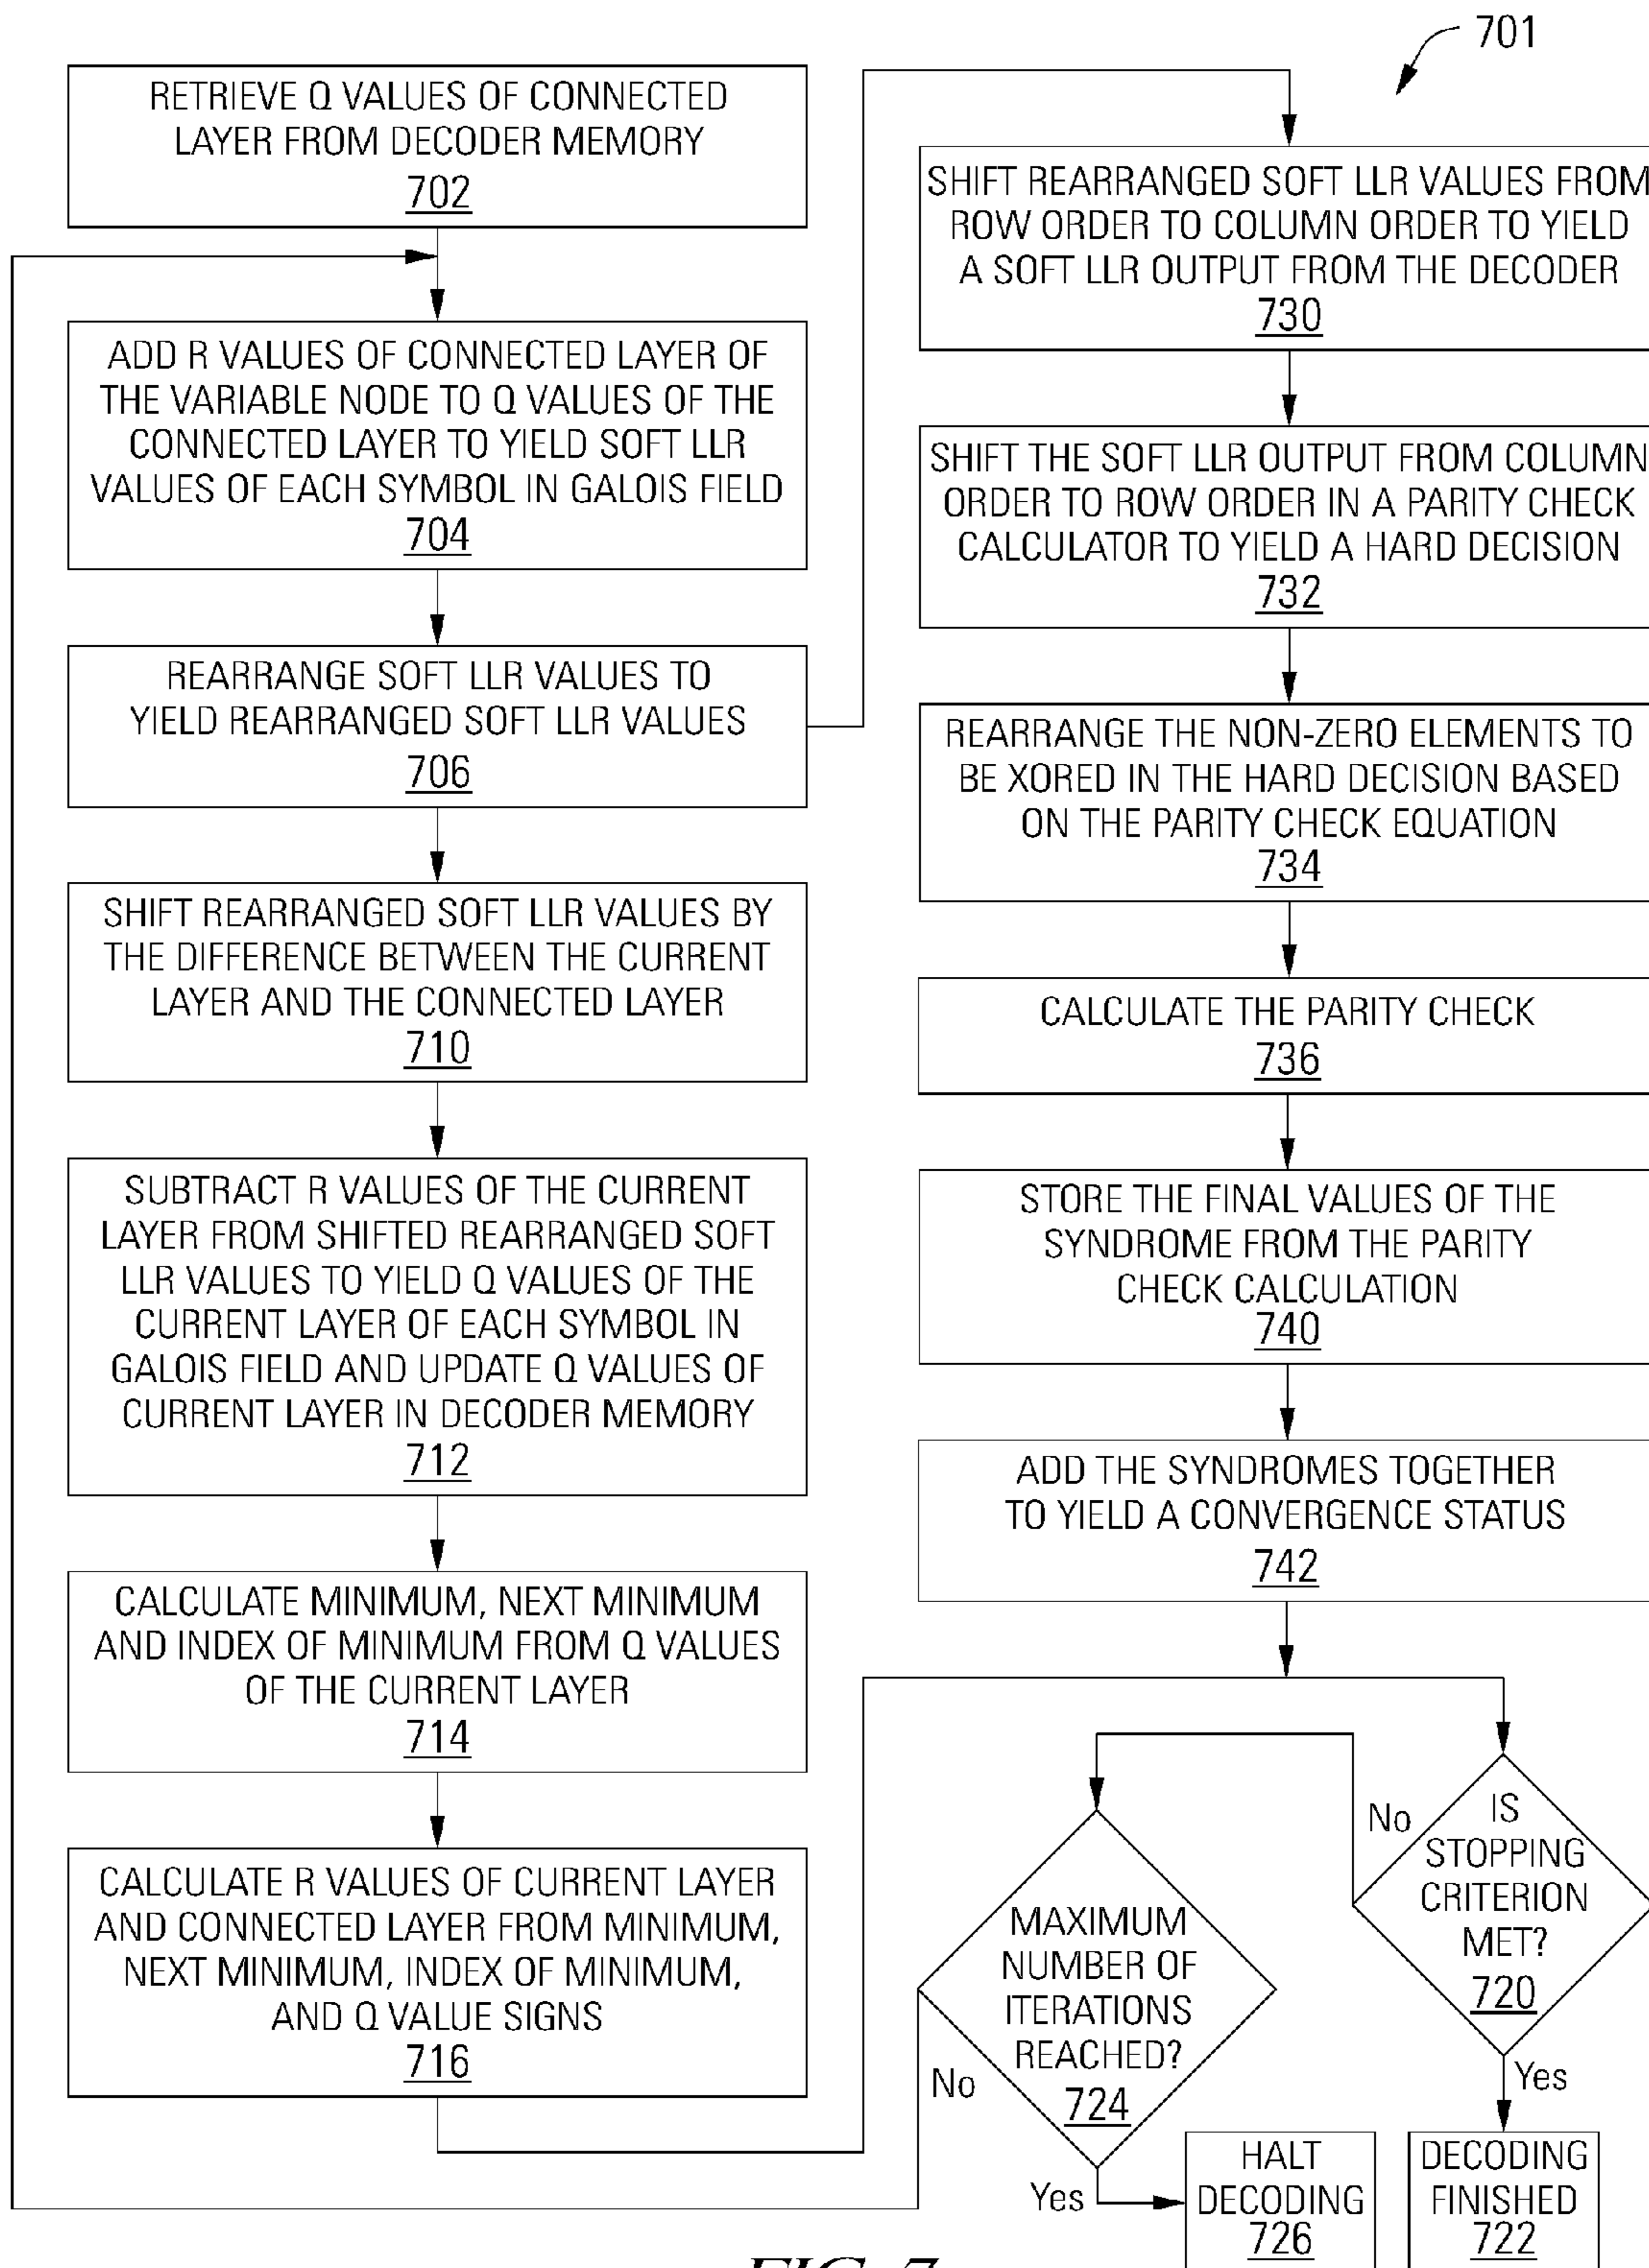 701
RETRIEVE Q VALUES OF CONNECTED
LAYER FROM DECODER MEMORY
702
ADD R VALUES OF CONNECTED LAYER OF
THE VARIABLE NODE TO Q VALUES OF THE
CONNECTED LAYER TO YIELD SOFT LLR
VALUES OF EACH SYMBOL IN GALOIS FIELD
704
REARRANGE SOFT LLR VALUES TO
YIELD REARRANGED SOFT LLR VALUES
706
SHIFT REARRANGED SOFT LLR VALUES BY
THE DIFFERENCE BETWEEN THE CURRENT
LAYER AND THE CONNECTED LAYER
710
SUBTRACT R VALUES OF THE CURRENT
LAYER FROM SHIFTED REARRANGED SOFT
LLR VALUES TO YIELD Q VALUES OF THE
CURRENT LAYER OF EACH SYMBOL IN
GALOIS FIELD AND UPDATE Q VALUES OF
CURRENT LAYER IN DECODER MEMORY
712
CALCULATE MINIMUM, NEXT MINIMUM
AND INDEX OF MINIMUM FROM Q VALUES
OF THE CURRENT LAYER
714
CALCULATE R VALUES OF CURRENT LAYER
AND CONNECTED LAYER FROM MINIMUM,
NEXT MINIMUM, INDEX OF MINIMUM,
AND Q VALUE SIGNS
716
SHIFT REARRANGED SOFT LLR VALUES FROM
ROW ORDER TO COLUMN ORDER TO YIELD
A SOFT LLR OUTPUT FROM THE DECODER
730
SHIFT THE SOFT LLR OUTPUT FROM COLUMN
ORDER TO ROW ORDER IN A PARITY CHECK
CALCULATOR TO YIELD A HARD DECISION
732
REARRANGE THE NON-ZERO ELEMENTS TO
BE XORED IN THE HARD DECISION BASED
ON THE PARITY CHECK EQUATION
734
CALCULATE THE PARITY CHECK
736
STORE THE FINAL VALUES OF THE
SYNDROME FROM THE PARITY
CHECK CALCULATION
740
ADD THE SYNDROMES TOGETHER
TO YIELD A CONVERGENCE STATUS
742
IS
STOPPING
CRITERION
MET?
720
No
Yes
MAXIMUM
NUMBER OF
ITERATIONS
REACHED?
724
No
Yes
HALT
DECODING
726
DECODING
FINISHED
722
FIG. 7